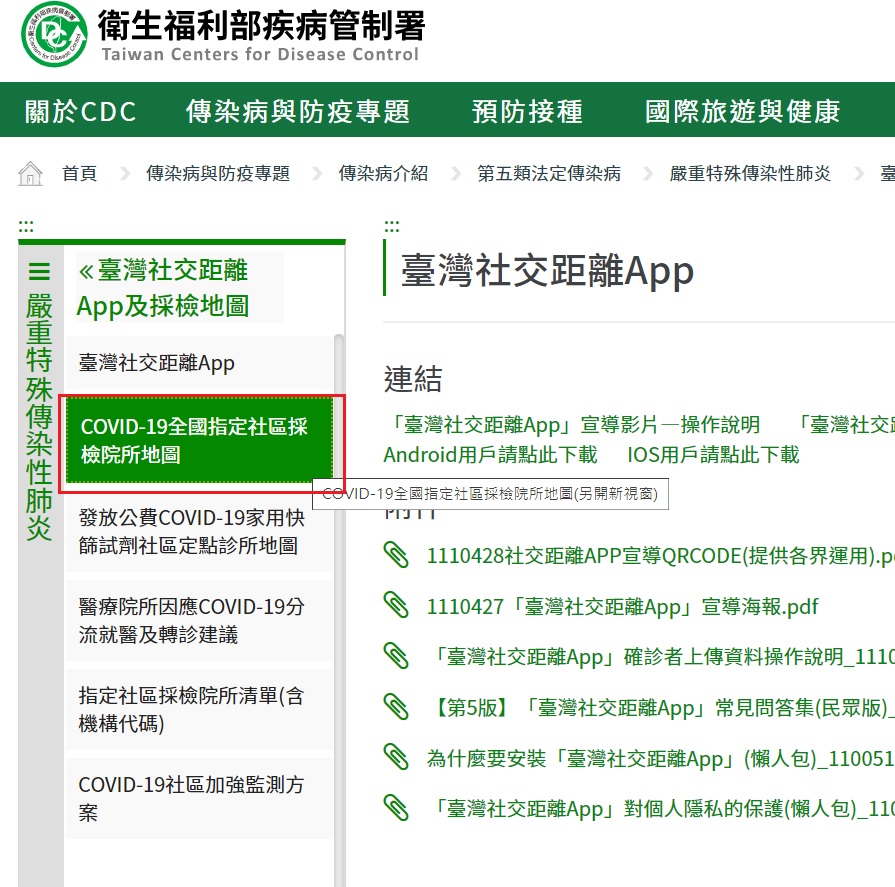 衛生福利部疾病管制署
Taiwan Centers for Disease Control
關於CDC 傳染病與防疫專題 預防接種 國際旅遊與健康
首頁 傳染病與防疫專題 傳染病介紹 第五類法定傳染病 嚴重特殊傳染性肺炎 臺
:::
嚴重特殊傳染性肺炎
«臺灣社交距離
App及採檢地圖
臺灣社交距離App
COVID-19全國指定社區採
檢院所地圖
COVID-19全國指定社區採檢院所地圖(另開新視窗)
發放公費COVID-19家用快
篩試劑社區定點診所地圖
醫療院所因應COVID-19分
流就醫及轉診建議
指定社區採檢院所清單(含
機構代碼)
COVID-19社區加強監測方
案
:::
臺灣社交距離App
連結
「臺灣社交距離App」宣導影片—操作說明 「臺灣社交距
Android用戶請點此下載 IOS用戶請點此下載
附件
1110428社交距離APP宣導QRCODE(提供各界運用).p
1110427「臺灣社交距離App」宣導海報.pdf
「臺灣社交距離App」確診者上傳資料操作說明_1110
【第5版】「臺灣社交距離App」常見問答集(民眾版)_
為什麼要安裝「臺灣社交距離App」(懶人包)_110051
「臺灣社交距離App」對個人隱私的保護(懶人包)_110